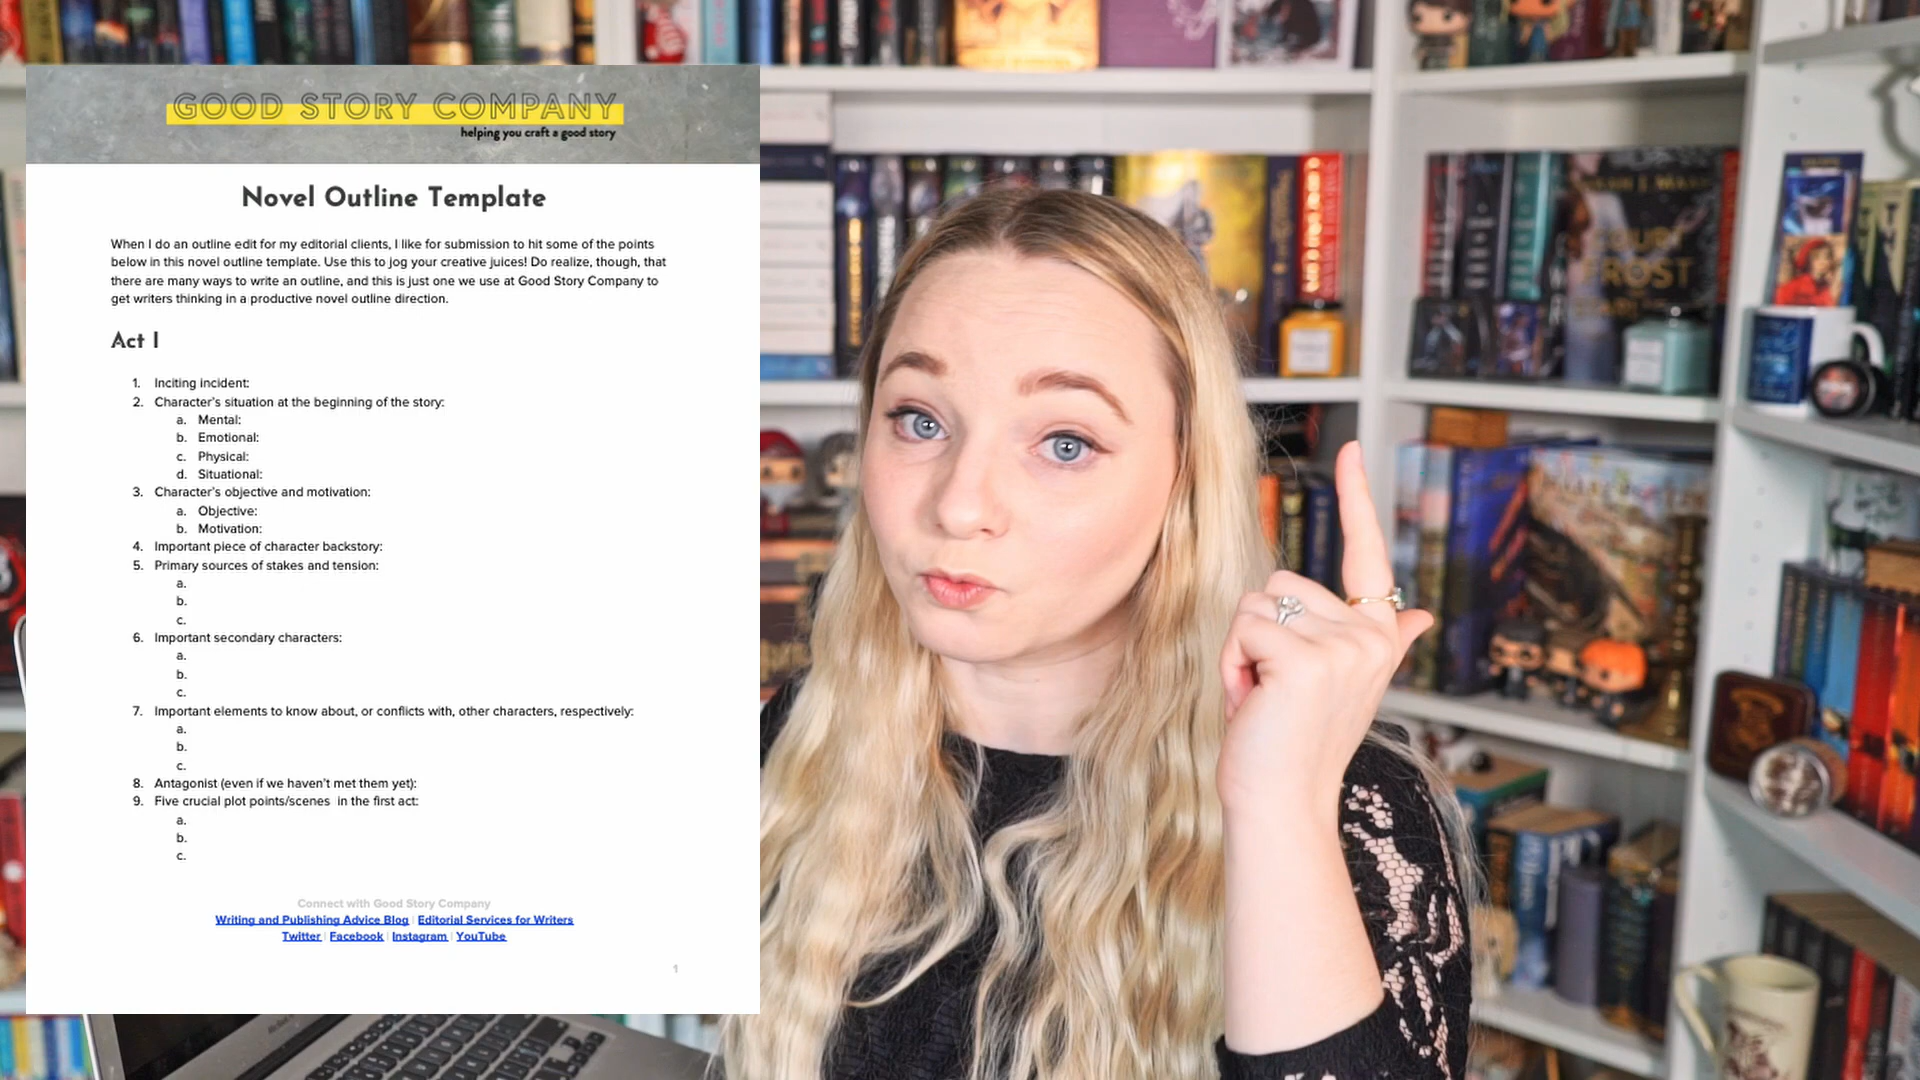 GOOD STORY COMPANY
helping you craft a good story
Novel Outline Template
When I do an outline edit for my editorial clients, I like for submission to hit some of the points
below in this novel outline template. Use this to jog your creative juices! Do realize, though, that
there are many ways to write an outline, and this is just one we use at Good Story Company to
get writers thinking in a productive novel outline direction.
Act I
1. Inciting incident:
2. Character's situation at the beginning of the story:
a. Mental:
b. Emotional:
c. Physical:
d. Situational:
3. Character's objective and motivation:
a. Objective:
b. Motivation:
4. Important piece of character backstory:
5. Primary sources of stakes and tension:
a.
b.
c.
6. Important secondary characters:
a.
b.
c.
7. Important elements to know about, or conflicts with, other characters, respectively:
a.
b.
c.
8. Antagonist (even if we haven't met them yet):
9. Five crucial plot points/scenes in the first act:
a.
b.
c.
Connect with Good Story Company
Writing and Publishing Advice Blog | Editorial Services for Writers
Twitter | Facebook | Instagram | YouTube
1
FROST